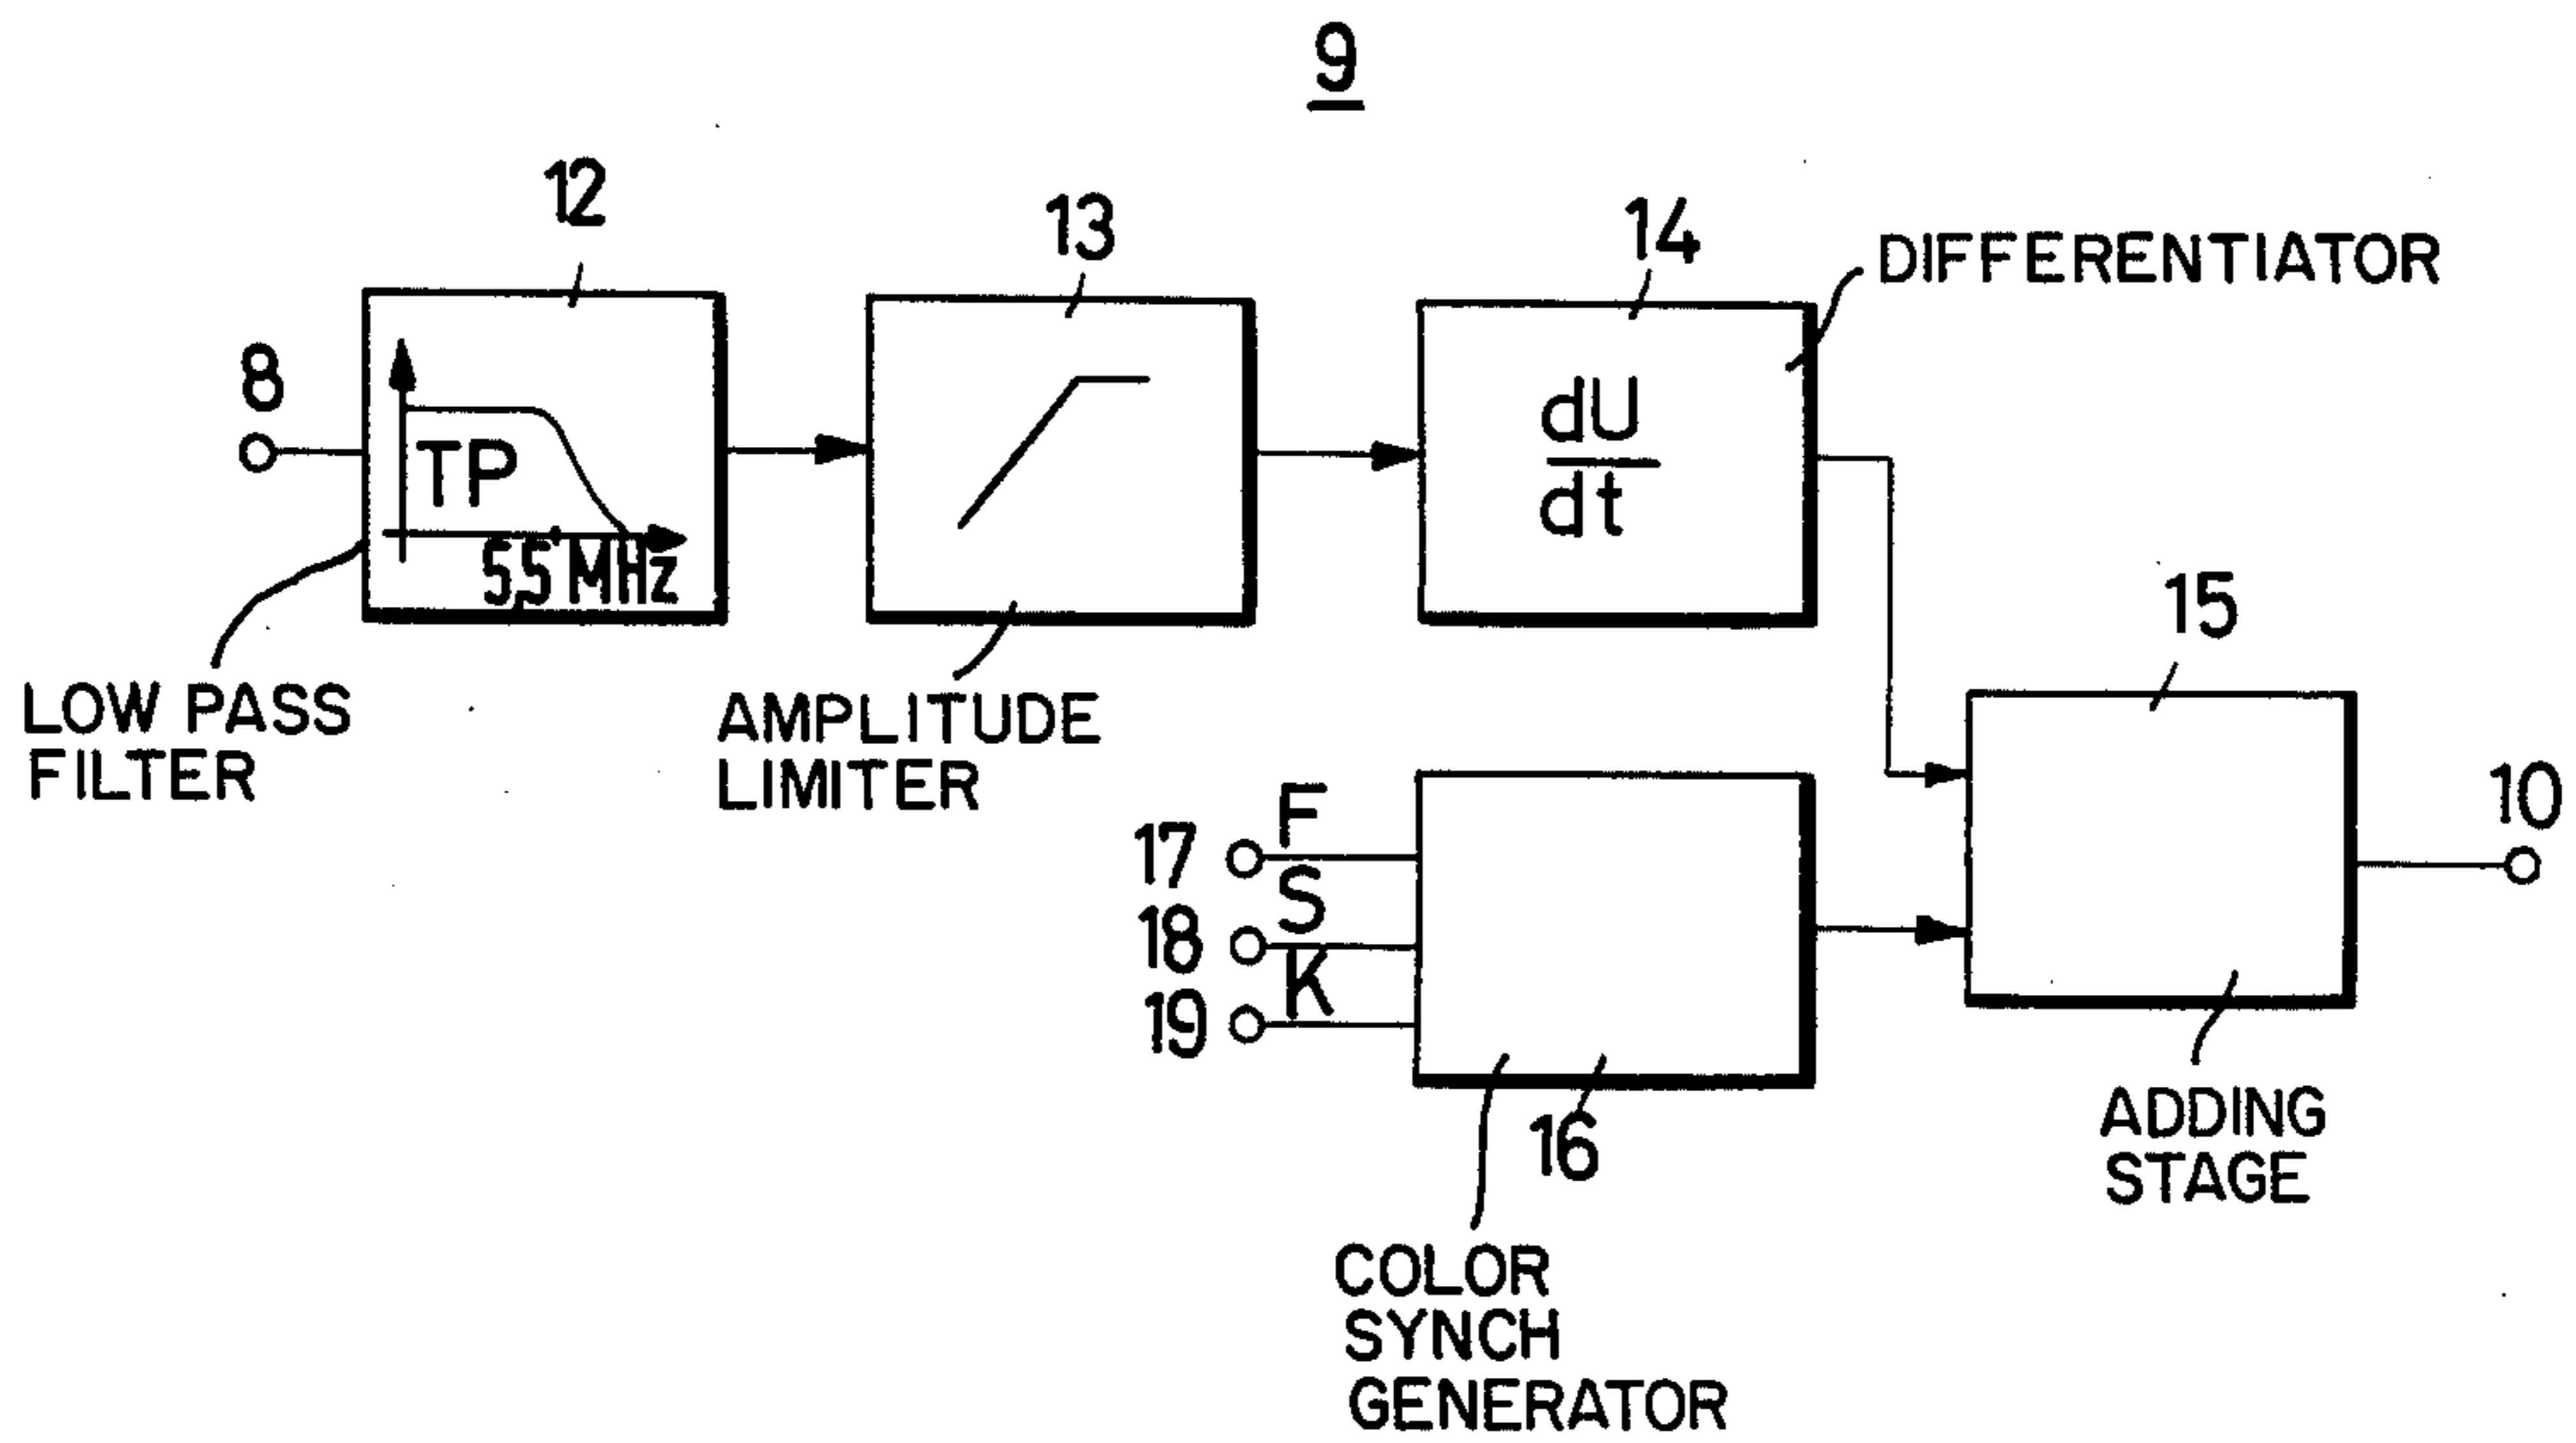 9
12
13
14
DIFFERENTIATOR
8
TP
5,5 MHz
dU
dt
LOW PASS
FILTER
AMPLITUDE
LIMITER
15
17 F
18 S
19 K
10
16
ADDING
STAGE
COLOR
SYNCH
GENERATOR